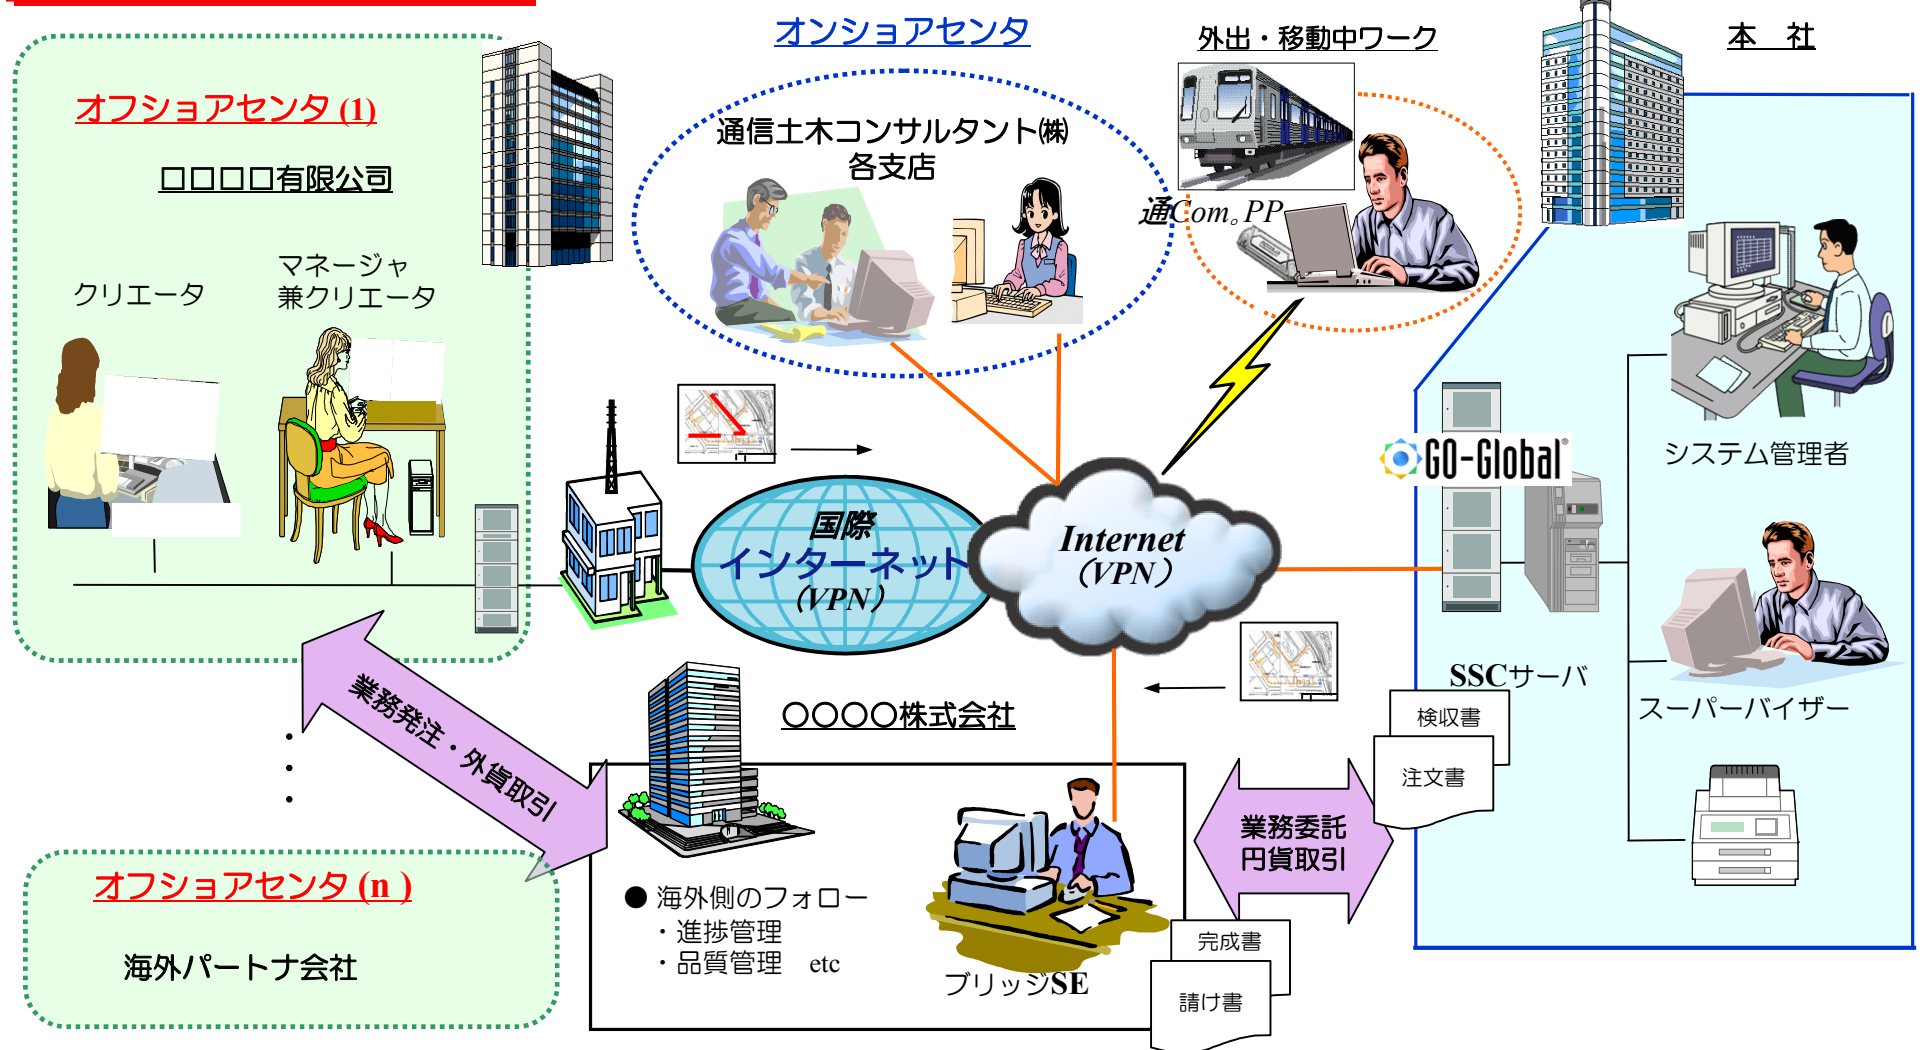 オンショアセンタ
外出・移動中ワーク
本　社
オフショアセンタ(1)
□□□□有限公司
通信土木コンサルタント㈱
各支店
通Com。PP
クリエータ
マネージャ
兼クリエータ
GO-Global®
システム管理者
国際
インターネット
（VPN）
Internet
（VPN）
SSCサーバ
スーパーバイザー
業務発注・外貨取引
〇〇〇〇株式会社
検収書
注文書
・
・
・
業務委託
円貨取引
オフショアセンタ(n )
海外パートナ会社
● 海外側のフォロー
・進捗管理
・品質管理　etc
ブリッジSE
完成書
請け書